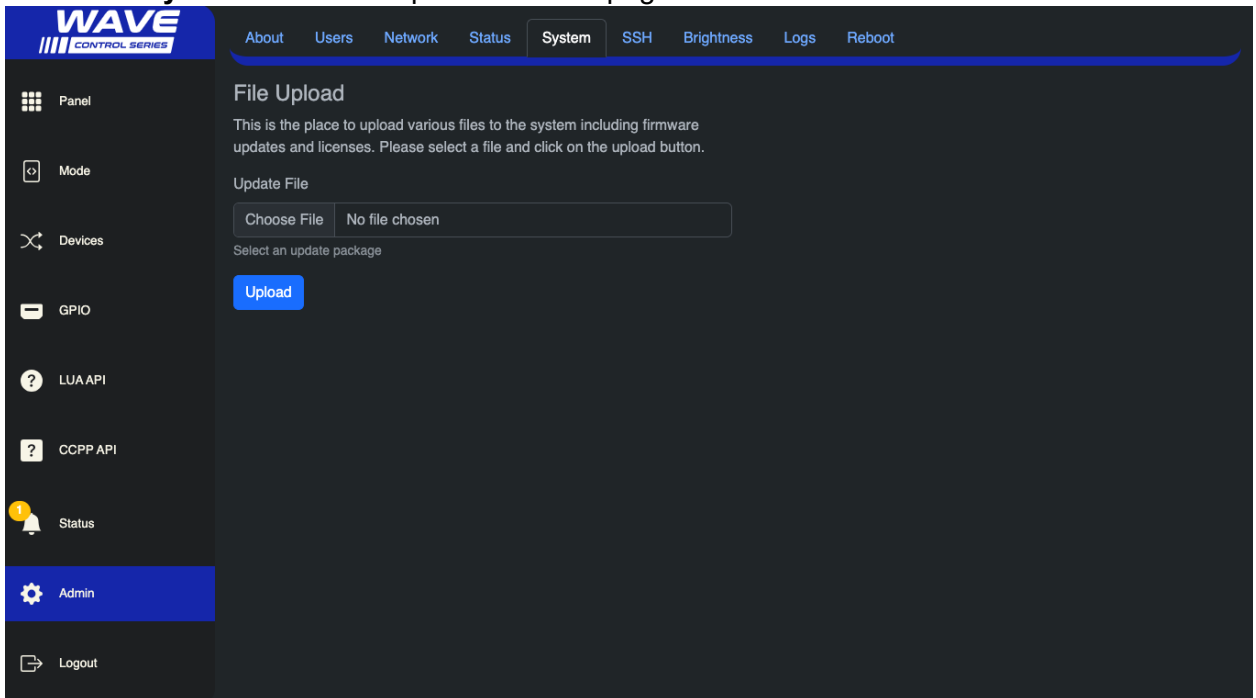 WAVE
CONTROL SERIES
About Users Network Status System SSH Brightness Logs Reboot
Panel
Mode
Devices
GPIO
LUA API
CCPP API
1
Status
Admin
Logout
File Upload
This is the place to upload various files to the system including firmware
updates and licenses. Please select a file and click on the upload button.
Update File
Choose File No file chosen
Select an update package
Upload